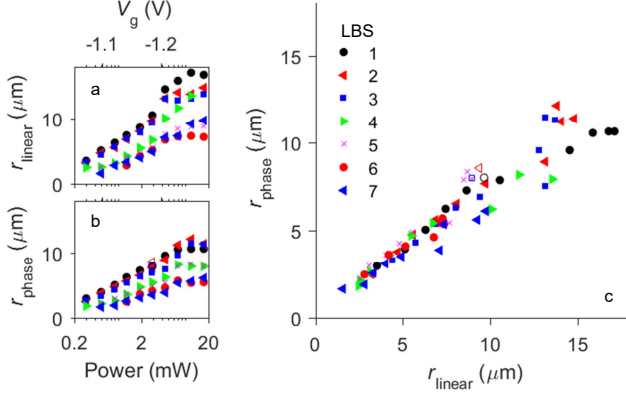 V_g (V)
-1.1 -1.2
a
r_linear (μm)
10
0
b
r_phase (μm)
10
0
0.2 2 20
Power (mW)
LBS
1
2
3
4
5
6
7
r_phase (μm)
15
10
5
0
0 5 10 15
r_linear (μm)
c